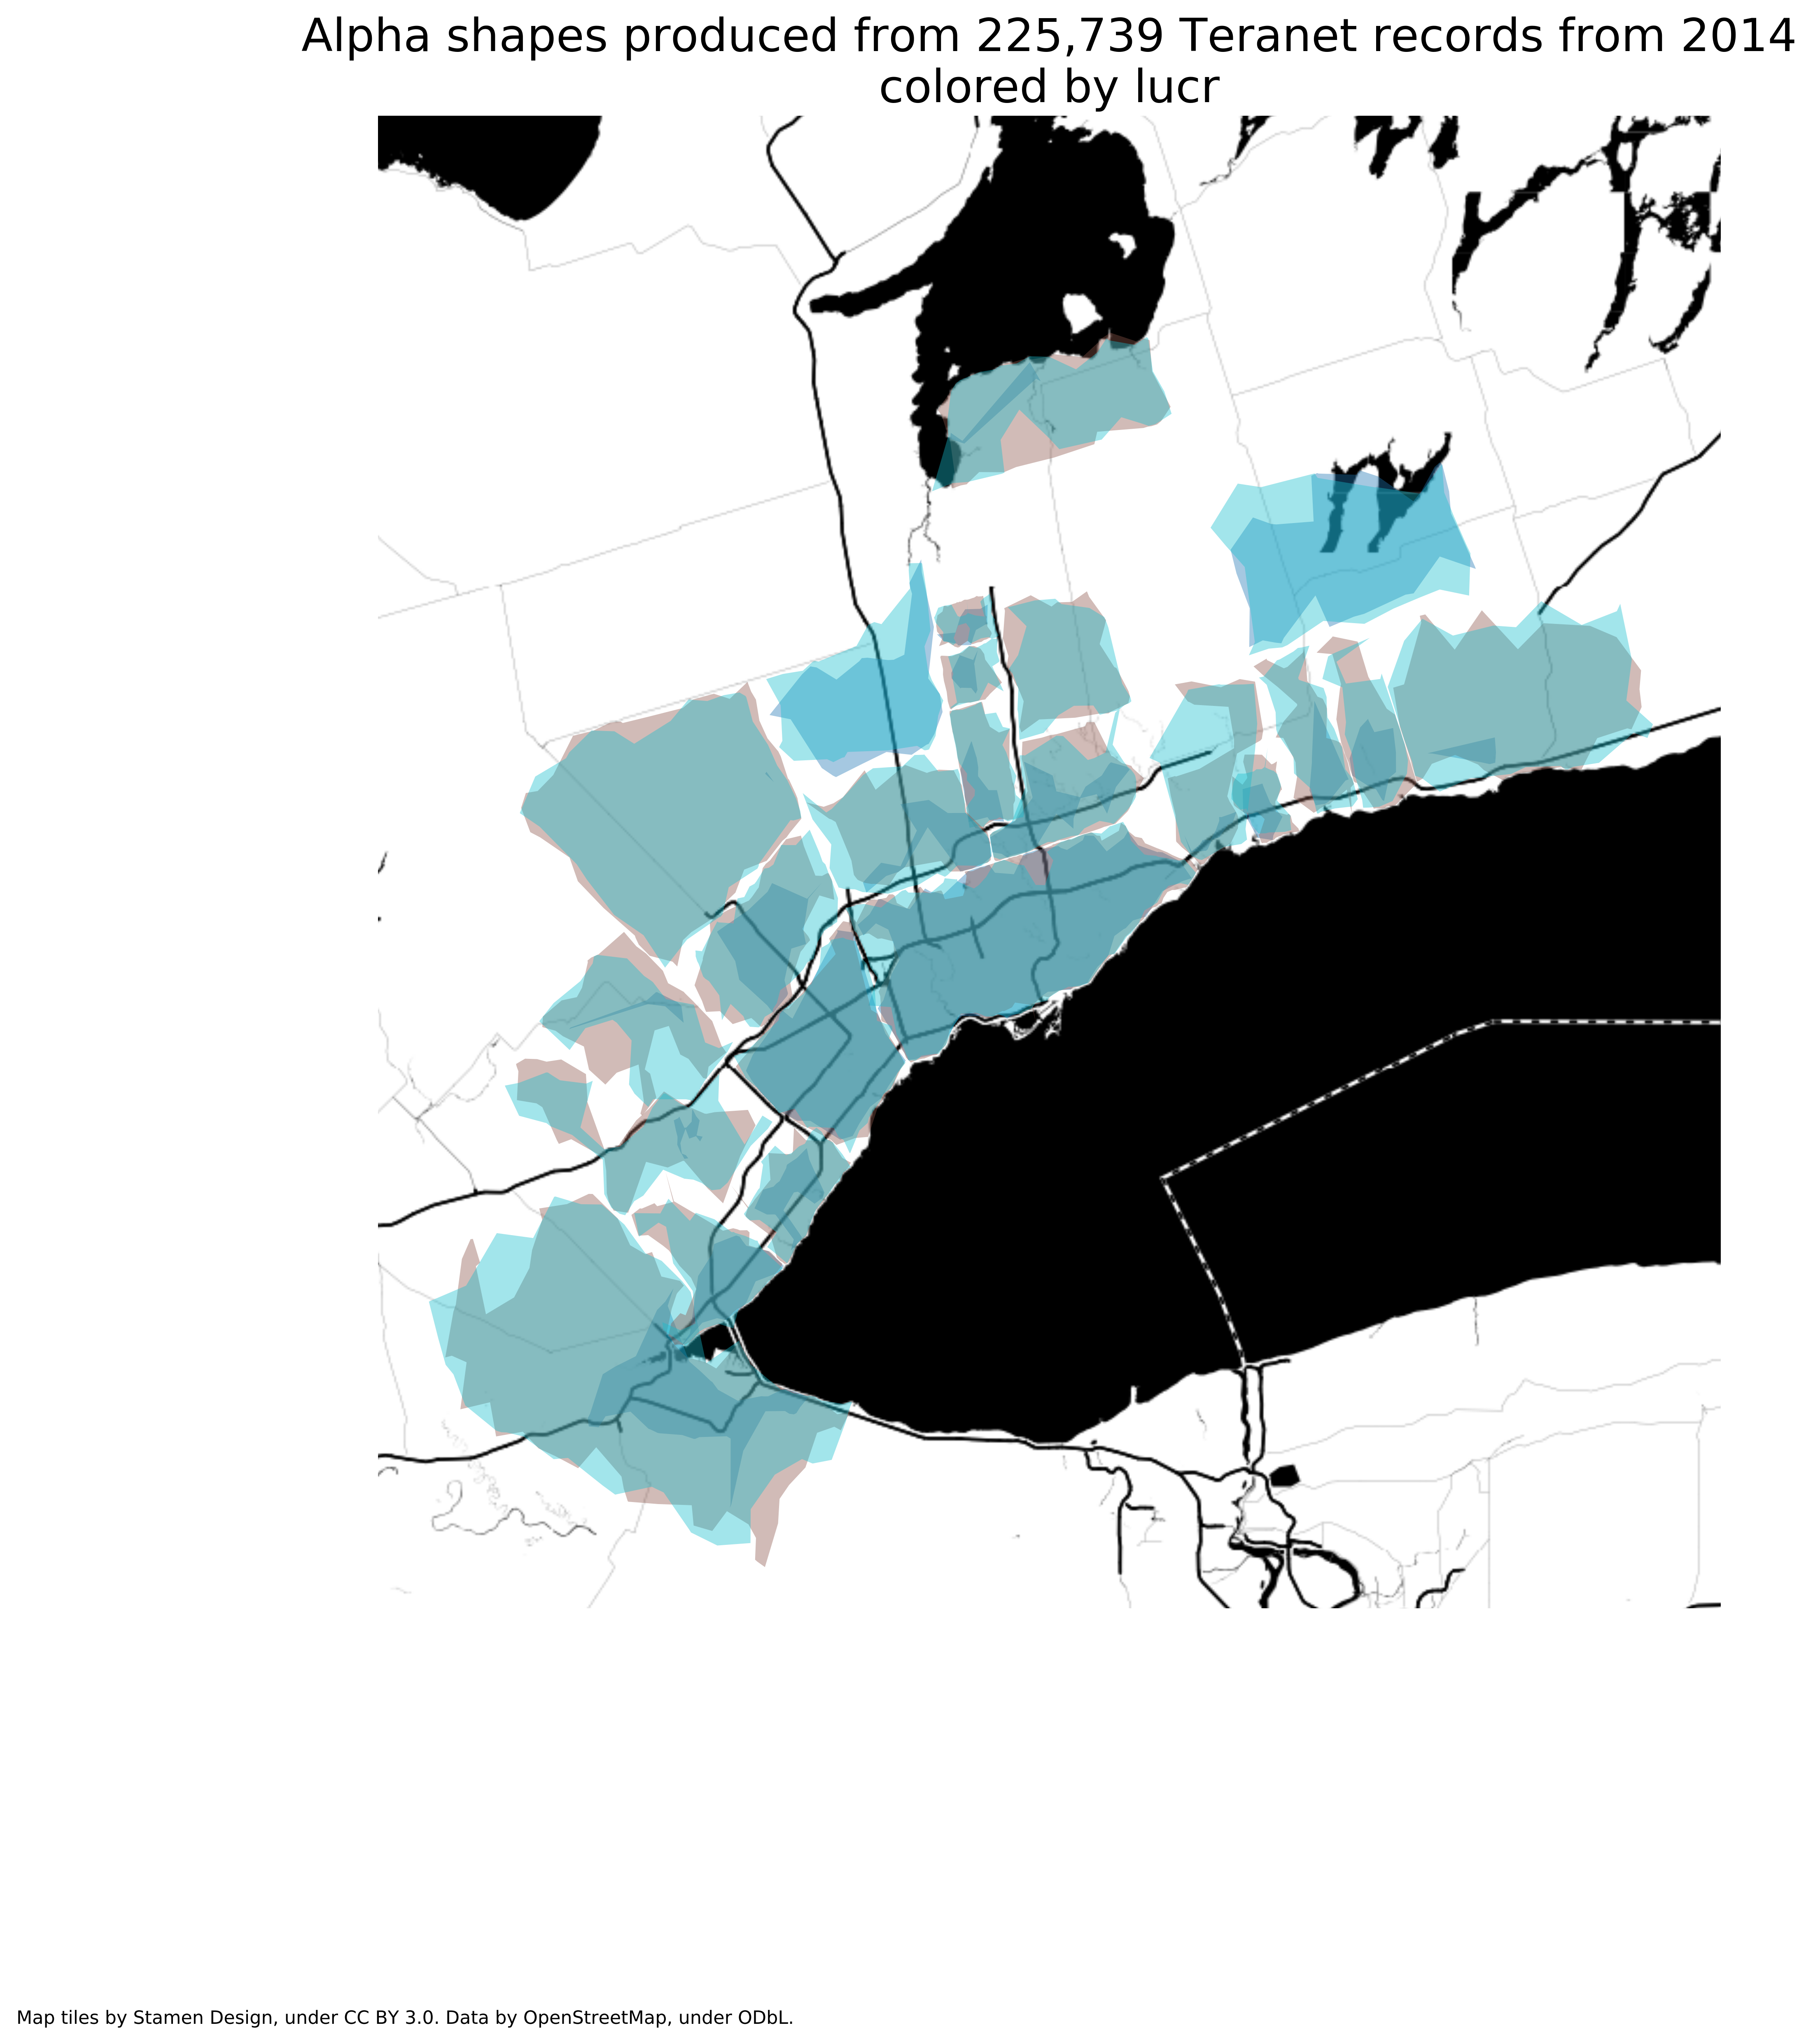 Alpha shapes produced from 225,739 Teranet records from 2014
colored by lucr
Map tiles by Stamen Design, under CC BY 3.0. Data by OpenStreetMap, under ODbL.